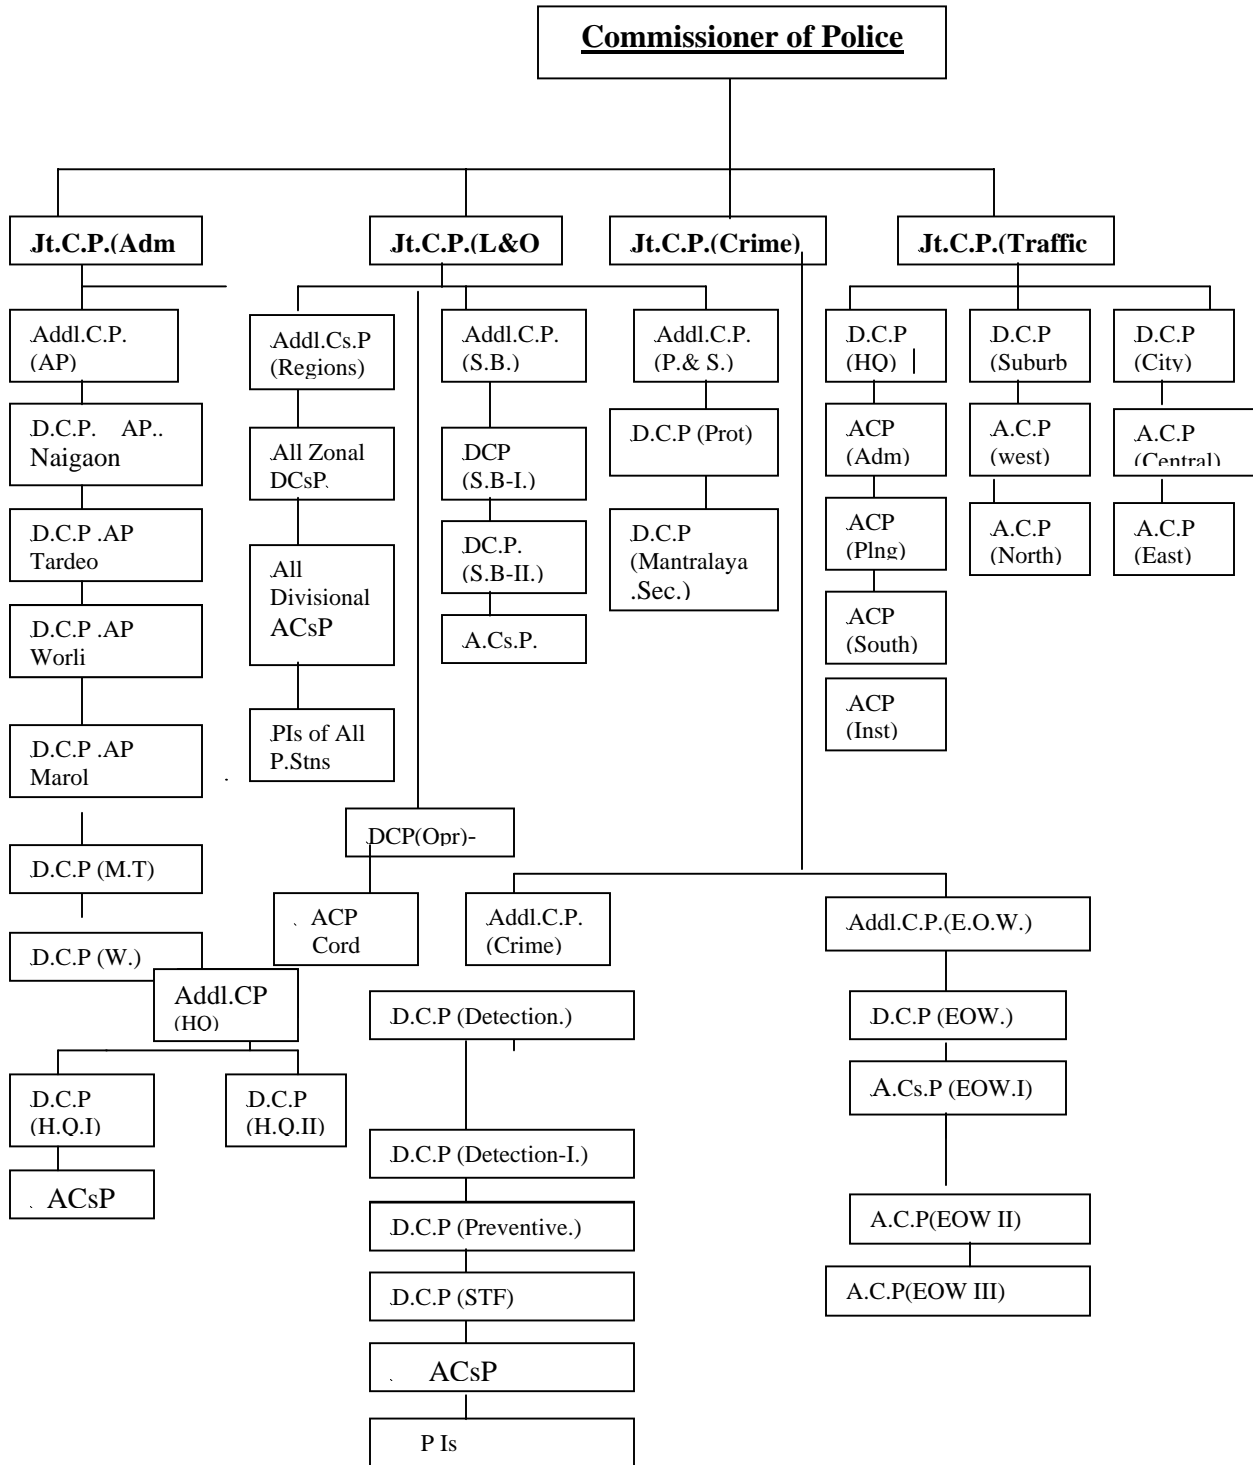 Commissioner of Police
Jt.C.P.(Adm
Jt.C.P.(L&O
Jt.C.P.(Crime)
Jt.C.P.(Traffic
Addl.C.P.
(AP)
D.C.P. AP..
Naigaon
D.C.P .AP
Tardeo
D.C.P .AP
Worli
D.C.P .AP
Marol
D.C.P (M.T)
D.C.P (W.)
Addl.CP
(HQ)
D.C.P
(H.Q.I)
D.C.P
(H.Q.II)
ACsP
Addl.Cs.P
(Regions)
All Zonal
DCsP.
All
Divisional
ACsP
PIs of All
P.Stns
Addl.C.P.
(S.B.)
DCP
(S.B-I.)
DC.P.
(S.B-II.)
A.Cs.P.
Addl.C.P.
(P.& S.)
D.C.P (Prot)
D.C.P
(Mantralaya
.Sec.)
DCP(Opr)-
ACP
Cord
Addl.C.P.
(Crime)
D.C.P (Detection.)
D.C.P (Detection-I.)
D.C.P (Preventive.)
D.C.P (STF)
ACsP
P Is
Addl.C.P.(E.O.W.)
D.C.P (EOW.)
A.Cs.P (EOW.I)
A.C.P(EOW II)
A.C.P(EOW III)
D.C.P
(HQ)
ACP
(Adm)
ACP
(Plng)
ACP
(South)
ACP
(Inst)
D.C.P
(Suburb
A.C.P
(west)
A.C.P
(North)
D.C.P
(City)
A.C.P
(Central)
A.C.P
(East)